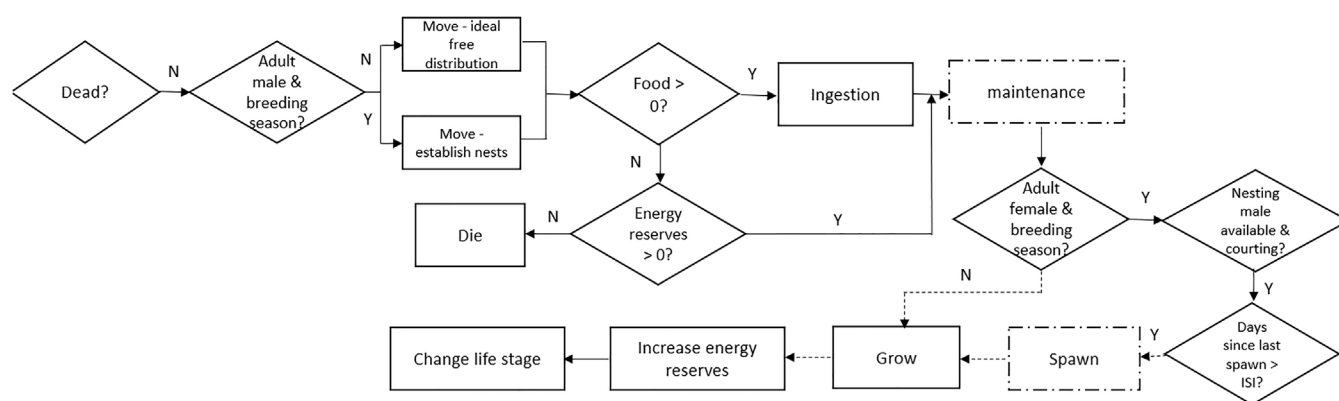 Dead?
N
Adult
male &
breeding
season?
N
Y
Move - ideal
free
distribution
Move -
establish nests
Food >
0?
Y
N
Ingestion
maintenance
Energy
reserves
> 0?
N
Y
Die
Adult
female &
breeding
season?
Y
N
Nesting
male
available &
courting?
Y
Days
since last
spawn >
ISI?
Y
Spawn
Grow
Increase energy
reserves
Change life stage